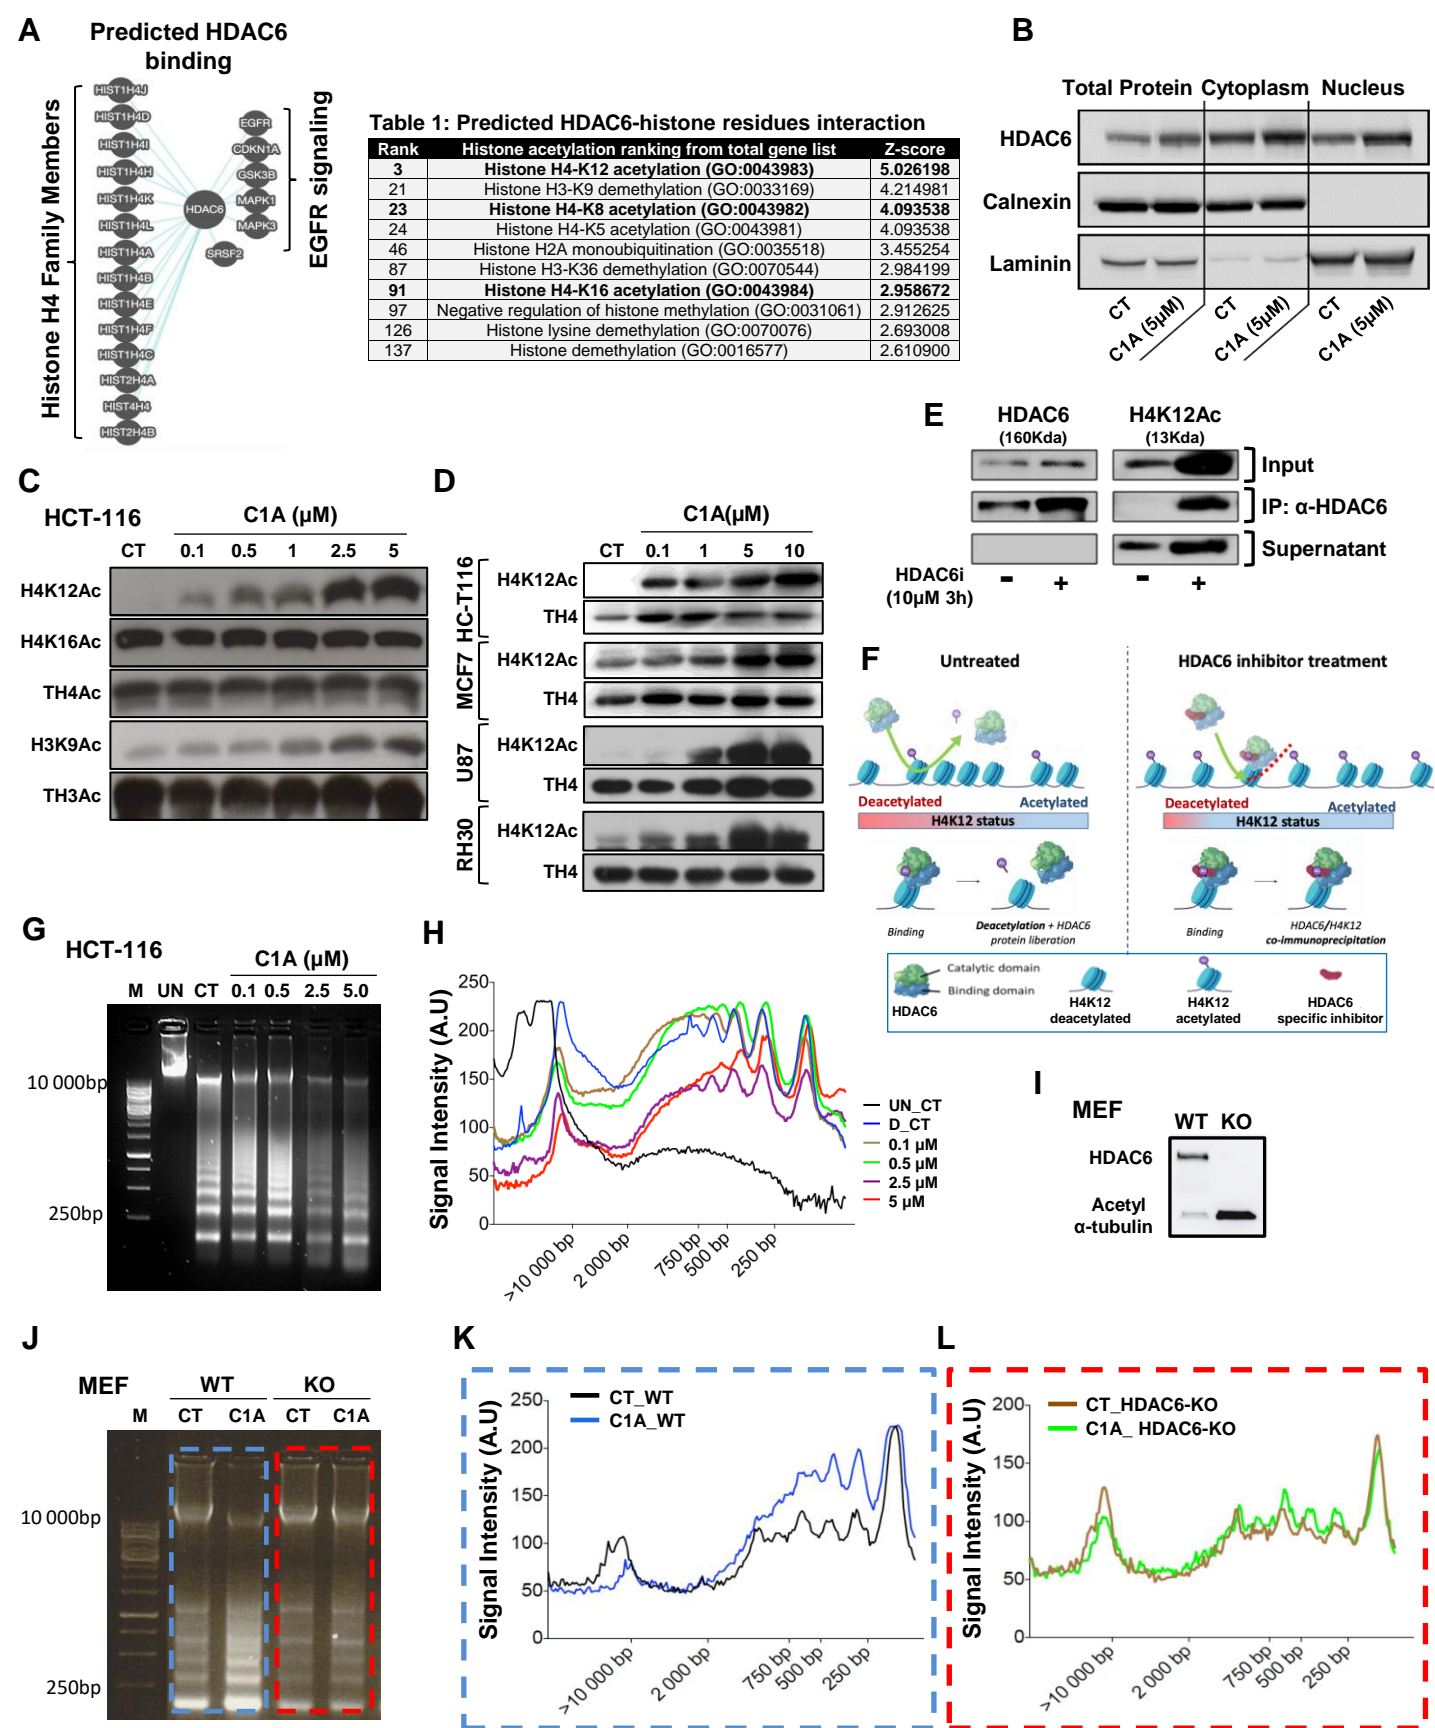 A
Predicted HDAC6
binding
Histone H4 Family Members
HIST1H4J
HIST1H4D
HIST1H4I
HIST1H4H
HIST1H4K
HIST1H4L
HIST1H4A
HIST1H4B
HIST1H4E
HIST1H4F
HIST1H4C
HIST2H4A
HIST4H4
HIST2H4B
HDAC6
EGFR
CDKN1A
GSK3B
MAPK1
MAPK3
SRSF2
EGFR signaling
Table 1: Predicted HDAC6-histone residues interaction
Rank Histone acetylation ranking from total gene list Z-score
3 Histone H4-K12 acetylation (GO:0043983) 5.026198
21 Histone H3-K9 demethylation (GO:0033169) 4.214981
23 Histone H4-K8 acetylation (GO:0043982) 4.093538
24 Histone H4-K5 acetylation (GO:0043981) 4.093538
46 Histone H2A monoubiquitination (GO:0035518) 3.455254
87 Histone H3-K36 demethylation (GO:0070544) 2.984199
91 Histone H4-K16 acetylation (GO:0043984) 2.958672
97 Negative regulation of histone methylation (GO:0031061) 2.912625
126 Histone lysine demethylation (GO:0070076) 2.693008
137 Histone demethylation (GO:0016577) 2.610900
B
Total Protein Cytoplasm Nucleus
HDAC6
Calnexin
Laminin
CT
C1A (5µM)
CT
C1A (5µM)
CT
C1A (5µM)
C
HCT-116
C1A (µM)
CT 0.1 0.5 1 2.5 5
H4K12Ac
H4K16Ac
TH4Ac
H3K9Ac
TH3Ac
D
C1A(µM)
CT 0.1 1 5 10
HC-T116
H4K12Ac
TH4
MCF7
H4K12Ac
TH4
U87
H4K12Ac
TH4
RH30
H4K12Ac
TH4
E
HDAC6 H4K12Ac
(160Kda) (13Kda)
Input
IP: α-HDAC6
Supernatant
HDAC6i - + - +
(10µM 3h)
F
Untreated HDAC6 inhibitor treatment
Deacetylated Acetylated
H4K12 status
Deacetylated Acetylated
H4K12 status
Binding
Deacetylation + HDAC6
protein liberation
Binding
HDAC6/H4K12
co-immunoprecipitation
Catalytic domain
Binding domain
HDAC6
H4K12
deacetylated
H4K12
acetylated
HDAC6
specific inhibitor
G
HCT-116
C1A (µM)
M UN CT 0.1 0.5 2.5 5.0
10 000bp
250bp
H
Signal Intensity (A.U)
250
200
150
100
50
0
>10 000 bp
2 000 bp
750 bp
500 bp
250 bp
UN_CT
D_CT
0.1 µM
0.5 µM
2.5 µM
5 µM
I
MEF
WT KO
HDAC6
Acetyl
α-tubulin
J
MEF WT KO
M CT C1A CT C1A
10 000bp
250bp
K
Signal Intensity (A.U)
250
200
150
100
50
0
CT_WT
C1A_WT
>10 000 bp
2 000 bp
750 bp
500 bp
250 bp
L
Signal Intensity (A.U)
200
150
100
50
0
CT_HDAC6-KO
C1A_ HDAC6-KO
>10 000 bp
2 000 bp
750 bp
500 bp
250 bp